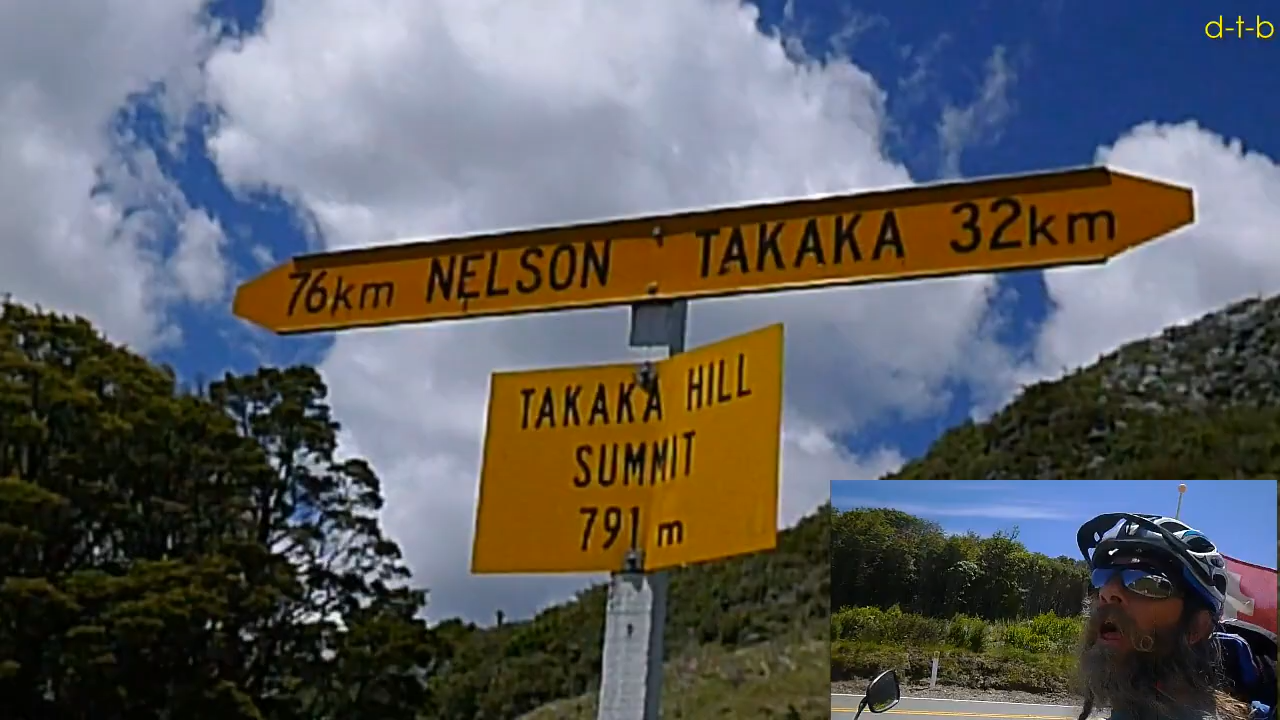 d-t-b
76km NELSON TAKAKA 32km
TAKAKA HILL
SUMMIT
791 m